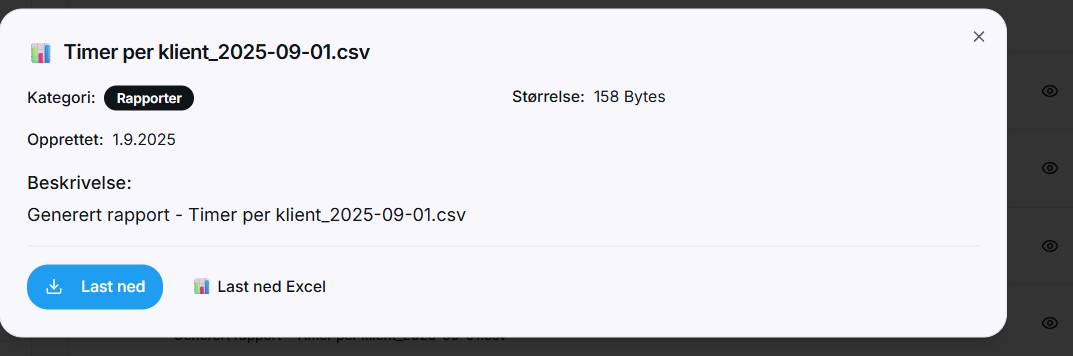 Timer per klient_2025-09-01.csv
Kategori: Rapporter
Størrelse: 158 Bytes
Opprettet: 1.9.2025
Beskrivelse:
Generert rapport - Timer per klient_2025-09-01.csv
Last ned
Last ned Excel
Generert rapport - Timer per klient_2025-09-01.csv